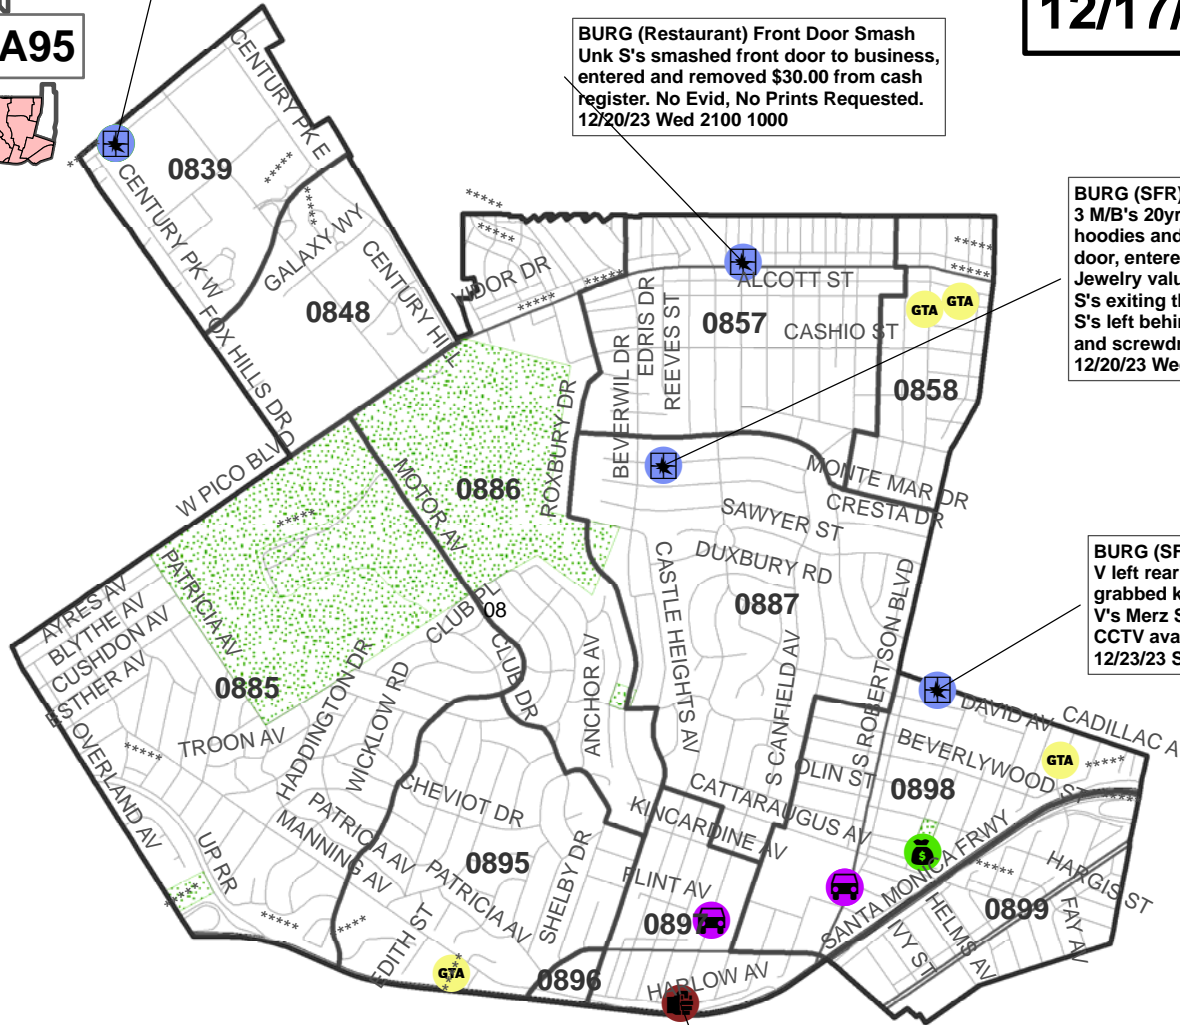 A95
12/17/
BURG (Restaurant) Front Door Smash
Unk S's smashed front door to business,
entered and removed $30.00 from cash
register. No Evid, No Prints Requested.
12/20/23 Wed 2100 1000
BURG (SFR)
3 M/B's 20yr
hoodies and
door, entere
Jewelry valu
S's exiting th
S's left behin
and screwdr
12/20/23 We
BURG (SF
V left rear
grabbed k
V's Merz S
CCTV ava
12/23/23 S
CENTURY PK E
0839
CENTURY PK W
GALAXY WY
CENTURY HILL
0848
FOX HILLS DR
W PICO BLVD
VIDOR DR
ALCOTT ST
EDRIS DR
REEVES ST
0857
CASHIO ST
GTA
GTA
0858
BEVERWIL DR
ROXBURY DR
MONTE MAR DR
CRESTA DR
SAWYER ST
DUXBURY RD
0886
MOTOR AV
CLUB PL
08
CLUB DR
CASTLE HEIGHTS AV
0887
S CANFIELD AV
S ROBERTSON BLVD
ANCHOR AV
AYRES AV
BLYTHE AV
CUSHDON AV
ESTHER AV
PATRICIA AV
0885
OVERLAND AV
TROON AV
HADDINGTON DR
WICKLOW RD
UP RR
PATRICIA AV
MANNING AV
CHEVIOT DR
0895
PATRICIA AV
SHELBY DR
EDITH ST
GTA
0896
HARLOW AV
KINCARDINE AV
CATTARAUGUS AV
FLINT AV
0897
OLIN ST
0898
DAVID AV
CADILLAC A
BEVERLYWOOD ST
GTA
SANTA MONICA FRWY
HARGIS ST
0899
FAY AV
HELMS AV
IVY ST